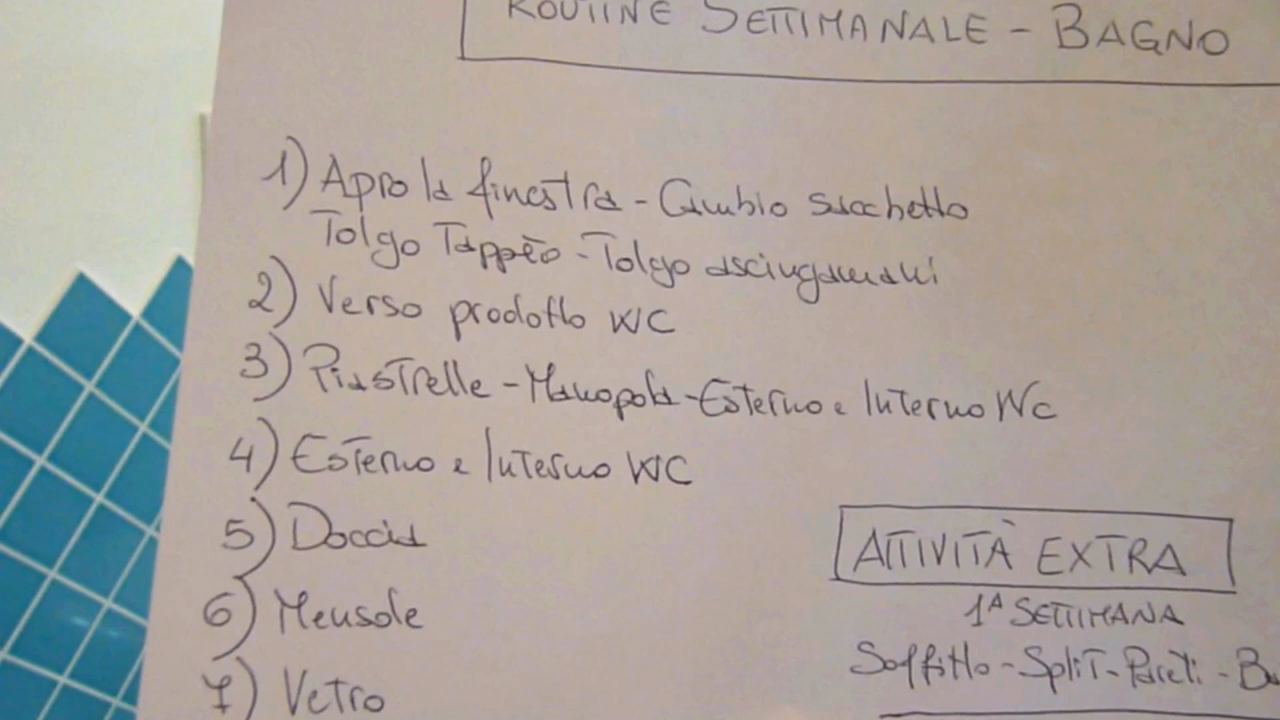 ROUTINE SETTIMANALE - BAGNO
1) Apro la finestra - Cambio sacchetto
Tolgo Tappeto - Tolgo asciugamani
2) Verso prodotto WC
3) Piastrelle - Manopola - Esterno e Interno WC
4) Esterno e Interno WC
5) Doccia
6) Mensole
7) Vetro
ATTIVITÀ EXTRA
1A SETTIMANA
Soffitto - Split - Pareti -